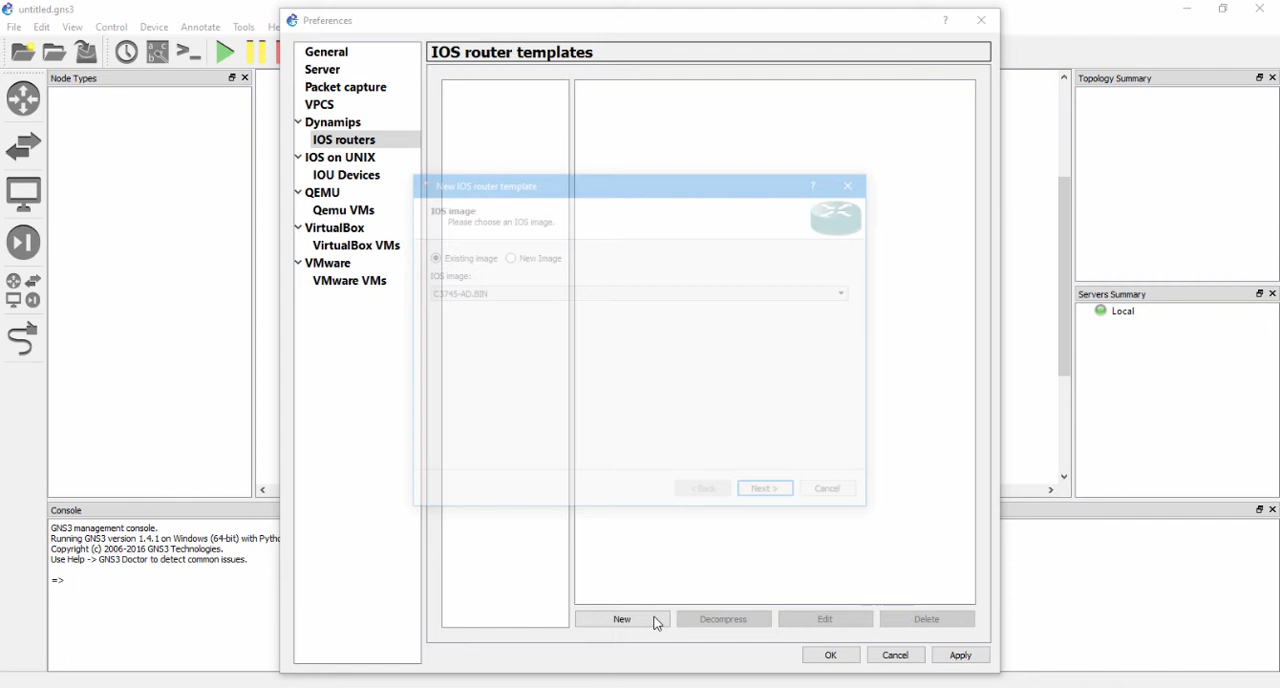 untitled.gns3
Preferences
File Edit View Control Device Annotate Tools He
General
Server
Packet capture
VPCS
Dynamips
IOS routers
IOS on UNIX
IOU Devices
QEMU
Qemu VMs
VirtualBox
VirtualBox VMs
VMware
VMware VMs
IOS router templates
New IOS router template
IOS image
Please choose an IOS image.
Existing image New Image
IOS image:
C3745-AD.BIN
< Back Next > Cancel
New Decompress Edit Delete
OK Cancel Apply
Node Types
Topology Summary
Servers Summary
Local
Console
GNS3 management console.
Running GNS3 version 1.4.1 on Windows (64-bit) with Pytho
Copyright (c) 2006-2016 GNS3 Technologies.
Use Help -> GNS3 Doctor to detect common issues.
=>